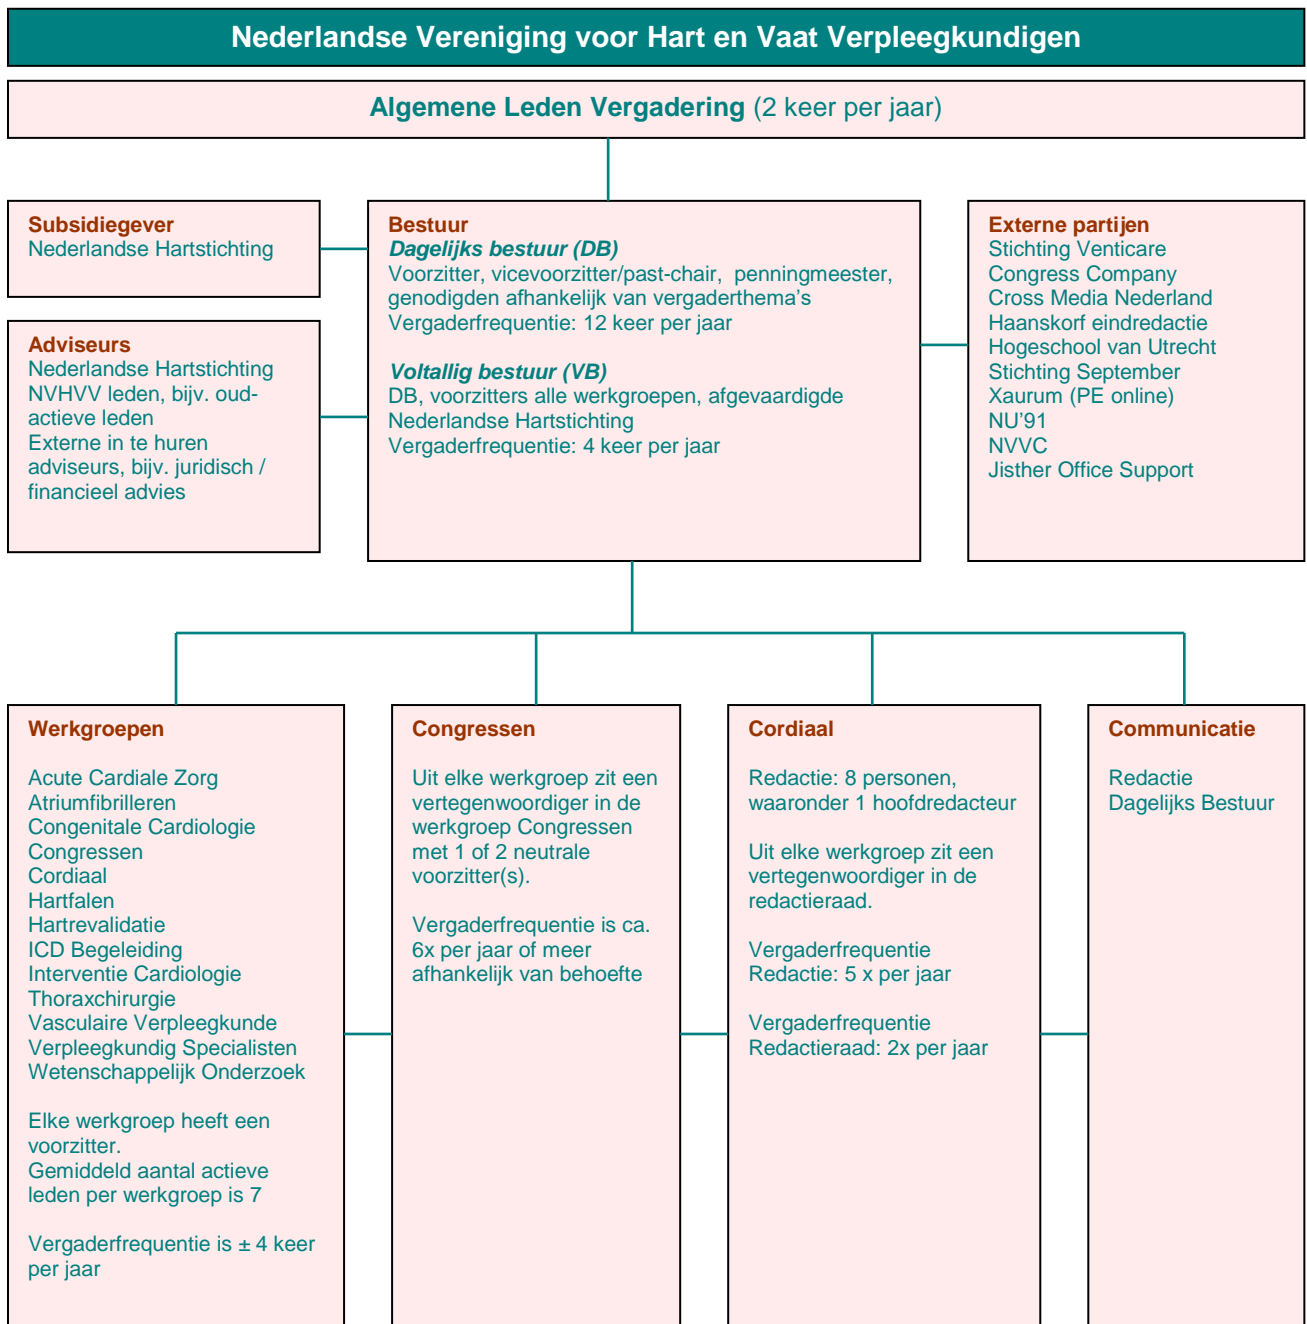 Nederlandse Vereniging voor Hart en Vaat Verpleegkundigen
Algemene Leden Vergadering (2 keer per jaar)
Subsidiegever
Nederlandse Hartstichting
Adviseurs
Nederlandse Hartstichting
NVHVV leden, bijv. oud-
actieve leden
Externe in te huren
adviseurs, bijv. juridisch /
financieel advies
Bestuur
Dagelijks bestuur (DB)
Voorzitter, vicevoorzitter/past-chair, penningmeester,
genodigden afhankelijk van vergaderthema's
Vergaderfrequentie: 12 keer per jaar
Voltallig bestuur (VB)
DB, voorzitters alle werkgroepen, afgevaardigde
Nederlandse Hartstichting
Vergaderfrequentie: 4 keer per jaar
Externe partijen
Stichting Venticare
Congress Company
Cross Media Nederland
Haanskorf eindredactie
Hogeschool van Utrecht
Stichting September
Xaurum (PE online)
NU'91
NVVC
Jisther Office Support
Werkgroepen
Acute Cardiale Zorg
Atriumfibrilleren
Congenitale Cardiologie
Congressen
Cordiaal
Hartfalen
Hartrevalidatie
ICD Begeleiding
Interventie Cardiologie
Thoraxchirurgie
Vasculaire Verpleegkunde
Verpleegkundig Specialisten
Wetenschappelijk Onderzoek
Elke werkgroep heeft een
voorzitter.
Gemiddeld aantal actieve
leden per werkgroep is 7
Vergaderfrequentie is ± 4 keer
per jaar
Congressen
Uit elke werkgroep zit een
vertegenwoordiger in de
werkgroep Congressen
met 1 of 2 neutrale
voorzitter(s).
Vergaderfrequentie is ca.
6x per jaar of meer
afhankelijk van behoefte
Cordiaal
Redactie: 8 personen,
waaronder 1 hoofdredacteur
Uit elke werkgroep zit een
vertegenwoordiger in de
redactieraad.
Vergaderfrequentie
Redactie: 5 x per jaar
Vergaderfrequentie
Redactieraad: 2x per jaar
Communicatie
Redactie
Dagelijks Bestuur